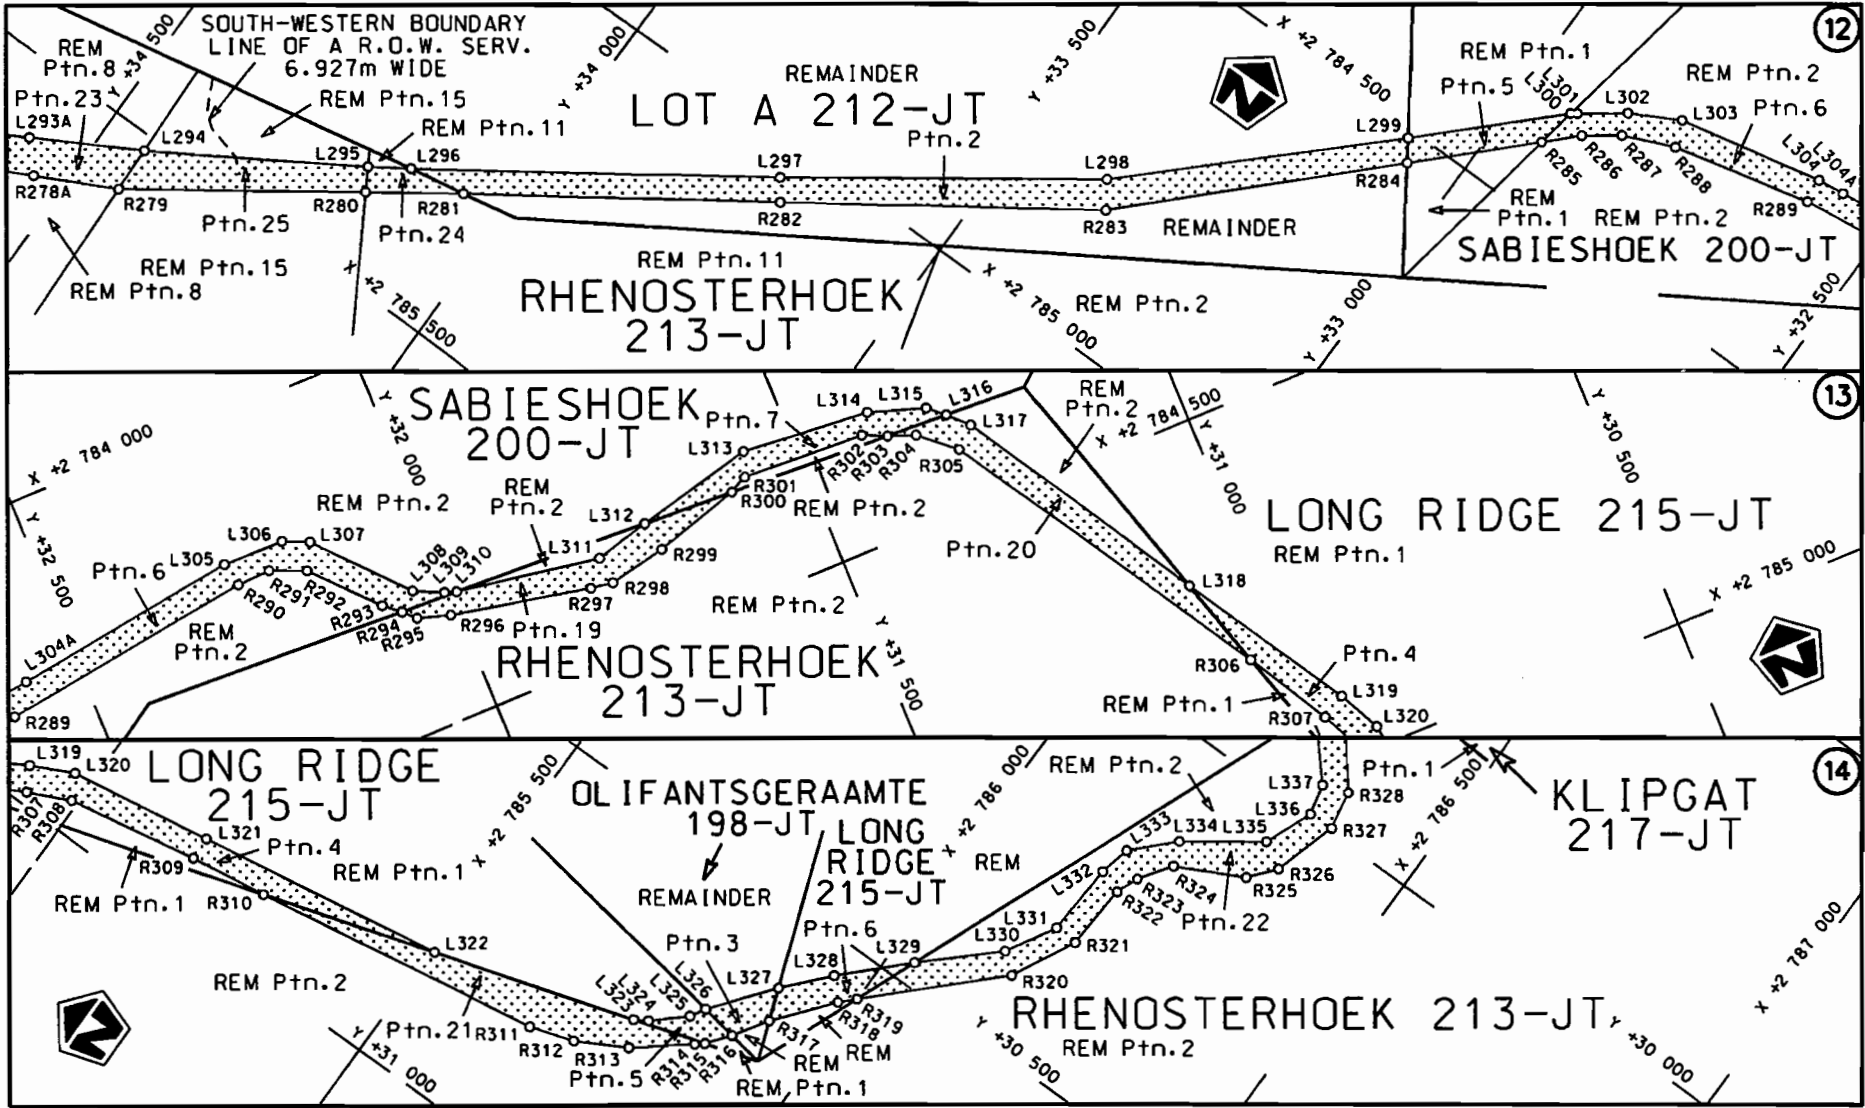 12
SOUTH-WESTERN BOUNDARY
LINE OF A R.O.W. SERV.
6.927m WIDE
REM
Ptn.8
Y +34 500
Ptn.23
L293A
L294
REM Ptn.15
REM Ptn.11
L295
L296
Y +34 000
REMAINDER
LOT A 212-JT
Ptn.2
L297
L298
Y +33 500
X +2 784 500
L299
REM Ptn.1
Ptn.5
L300
L301
L302
L303
REM Ptn.2
Ptn.6
L304
L304A
R278A
R279
Ptn.25
R280
R281
Ptn.24
R282
R283
R284
R285
R286
R287
R288
R289
REM Ptn.15
REM Ptn.8
X +2 785 500
REM Ptn.11
RHENOSTERHOEK
213-JT
X +2 785 000
REM Ptn.2
REMAINDER
REM
Ptn.1
REM Ptn.2
SABIESHOEK 200-JT
Y +33 000
Y +32 500
13
X +2 784 000
Y +32 500
Y +32 000
SABIESHOEK
200-JT
Ptn.7
L313
L314
L315
L316
L317
REM
Ptn.2
X +2 784 500
Y +31 000
Y +30 500
REM Ptn.2
REM
Ptn.2
L312
R300
R301
R302
R303
R304
R305
REM Ptn.2
LONG RIDGE 215-JT
REM Ptn.1
Ptn.20
L305
L306
L307
L308
L309
L310
L311
Ptn.6
R290
R291
R292
R293
R294
R295
R296
R297
R298
R299
Ptn.19
REM
Ptn.2
REM Ptn.2
L304A
R289
RHENOSTERHOEK
213-JT
Y +31 500
L318
R306
REM Ptn.1
R307
Ptn.4
L319
L320
X +2 785 000
14
L319
L320
R307
R308
LONG RIDGE
215-JT
L321
Ptn.4
R309
REM Ptn.1
R310
REM Ptn.1
X +2 785 500
OLIFANTSGERAAMTE
198-JT
REMAINDER
LONG
RIDGE
215-JT
X +2 786 000
REM
REM Ptn.2
L333
L334
L335
L336
L337
Ptn.1
X +2 786 500
KLIPGAT
217-JT
R328
R327
R326
R325
R324
R323
R322
Ptn.22
L332
L331
L330
L329
L328
L327
Ptn.6
Ptn.3
L326
L325
L324
L323
L322
REM Ptn.2
Ptn.21
R311
R312
R313
Ptn.5
R314
R315
R316
R317
R318
R319
R320
R321
REM
REM
REM Ptn.1
Y +31 000
Y +30 500
RHENOSTERHOEK 213-JT
REM Ptn.2
Y +30 000
X +2 787 000